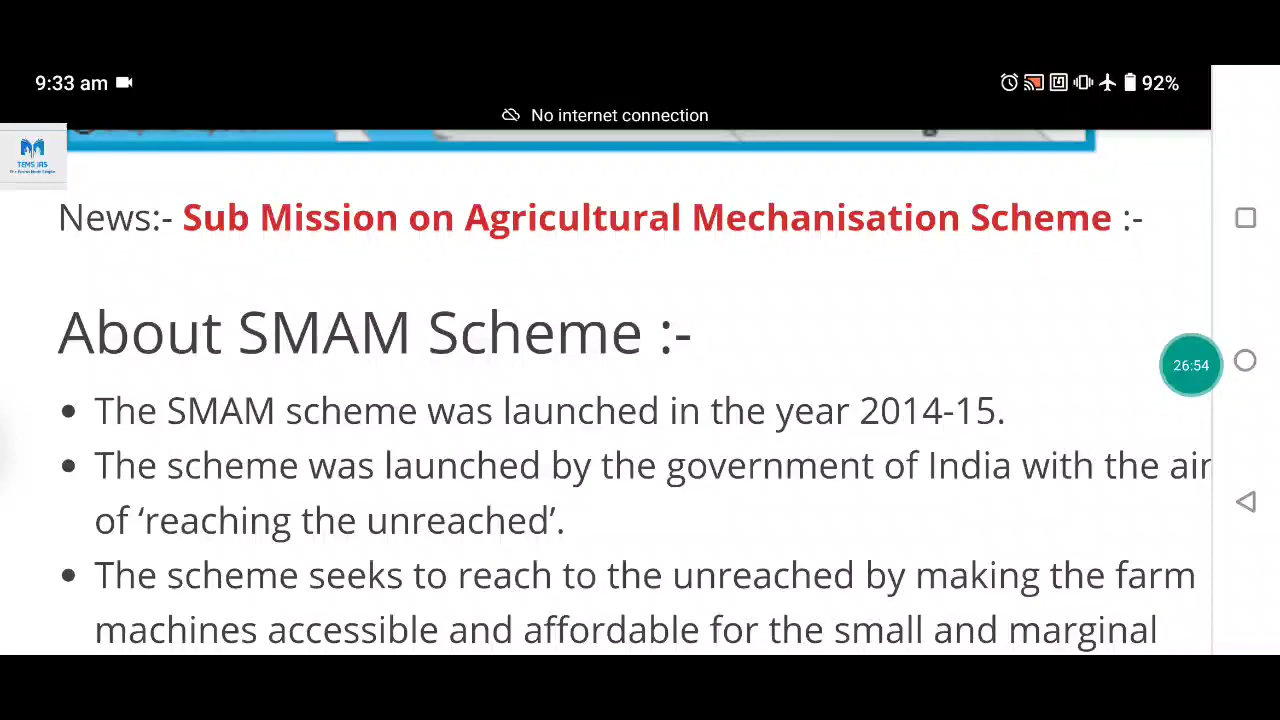 9:33 am
92%
No internet connection
TEMS IAS
News:- Sub Mission on Agricultural Mechanisation Scheme :-
About SMAM Scheme :-
• The SMAM scheme was launched in the year 2014-15.
26:54
• The scheme was launched by the government of India with the
of ‘reaching the unreached’.
• The scheme seeks to reach to the unreached by making the farm
machines accessible and affordable for the small and marginal